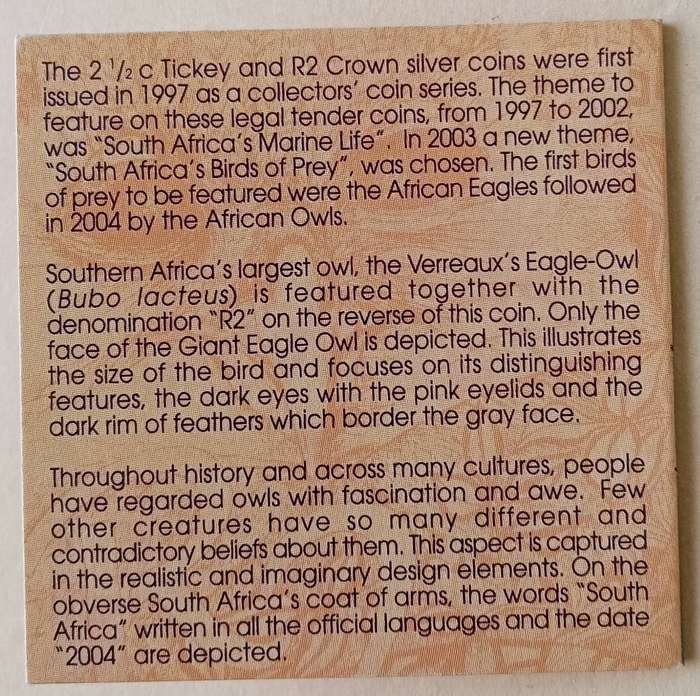 The 2 ¹/₂ c Tickey and R2 Crown silver coins were first
issued in 1997 as a collectors' coin series. The theme to
feature on these legal tender coins, from 1997 to 2002,
was "South Africa's Marine Life". In 2003 a new theme,
"South Africa's Birds of Prey", was chosen. The first birds
of prey to be featured were the African Eagles followed
in 2004 by the African Owls.
Southern Africa's largest owl, the Verreaux's Eagle-Owl
(Bubo lacteus) is featured together with the
denomination "R2" on the reverse of this coin. Only the
face of the Giant Eagle Owl is depicted. This illustrates
the size of the bird and focuses on its distinguishing
features, the dark eyes with the pink eyelids and the
dark rim of feathers which border the gray face.
Throughout history and across many cultures, people
have regarded owls with fascination and awe. Few
other creatures have so many different and
contradictory beliefs about them. This aspect is captured
in the realistic and imaginary design elements. On the
obverse South Africa's coat of arms, the words "South
Africa" written in all the official languages and the date
"2004" are depicted.